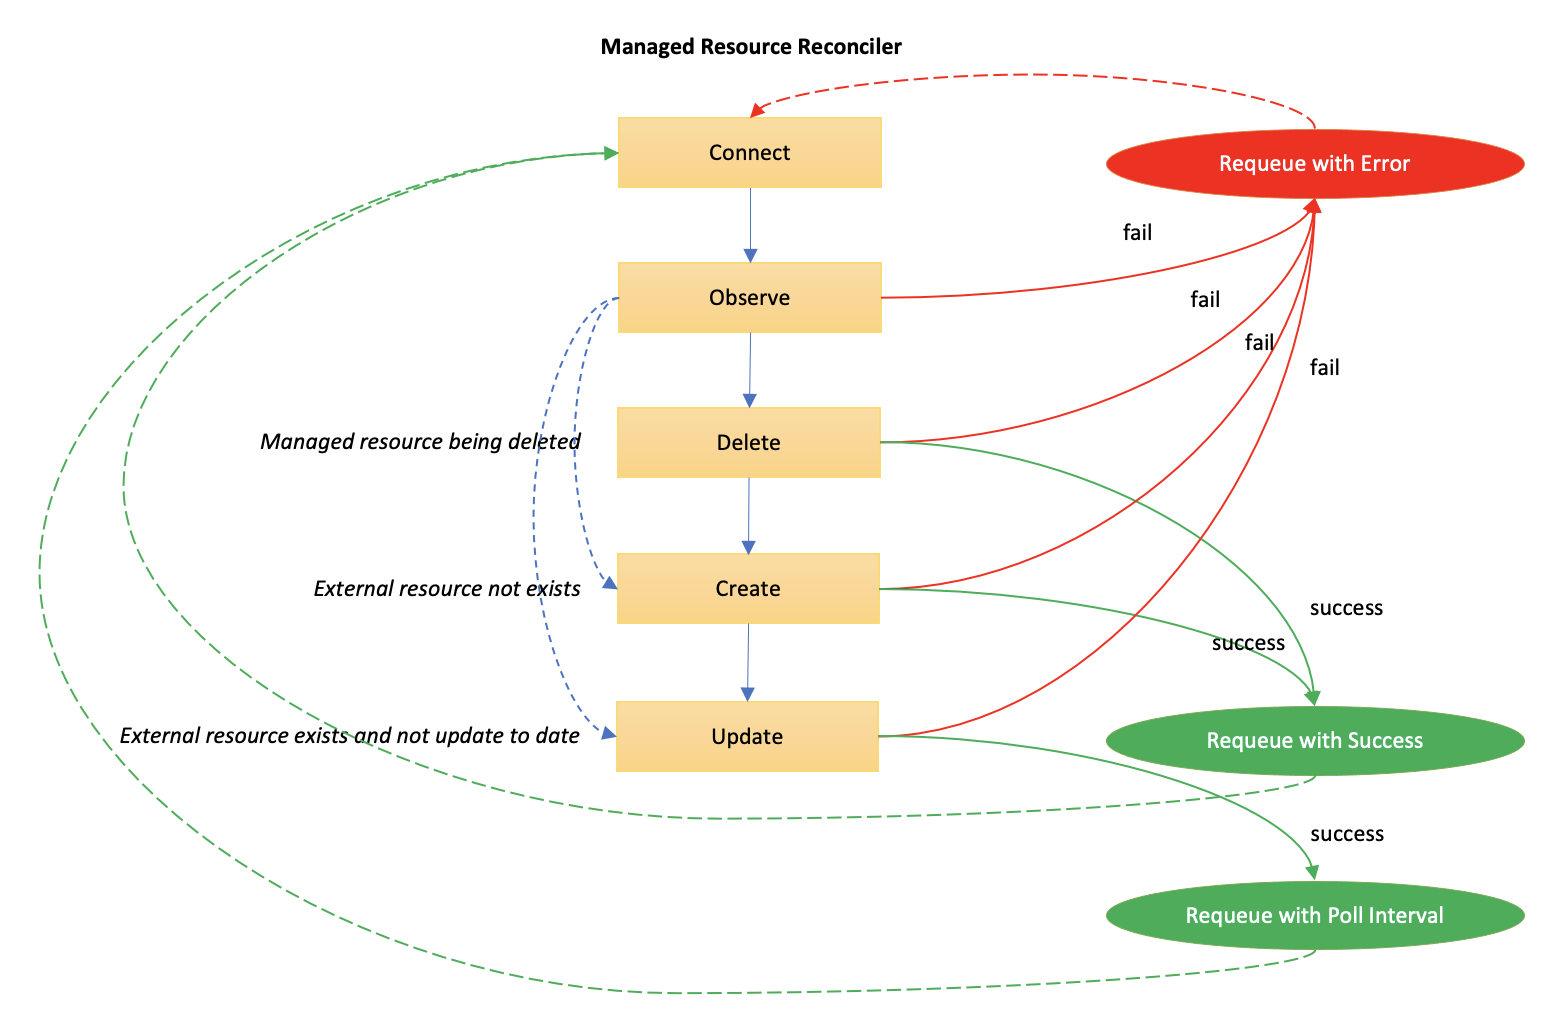 Managed Resource Reconciler
Connect
Requeue with Error
fail
Observe
fail
fail
fail
Managed resource being deleted
Delete
External resource not exists
Create
success
success
External resource exists and not update to date
Update
Requeue with Success
success
Requeue with Poll Interval